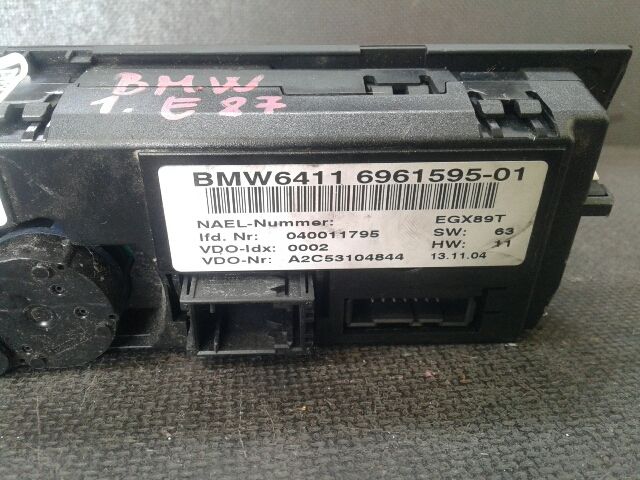 BMW
1. E 87
BMW6411 6961595-01
NAEL-Nummer: EGX89T
lfd. Nr: 040011795 SW: 63
VDO-Idx: 0002 HW: 11
VDO-Nr: A2C53104844 13.11.04